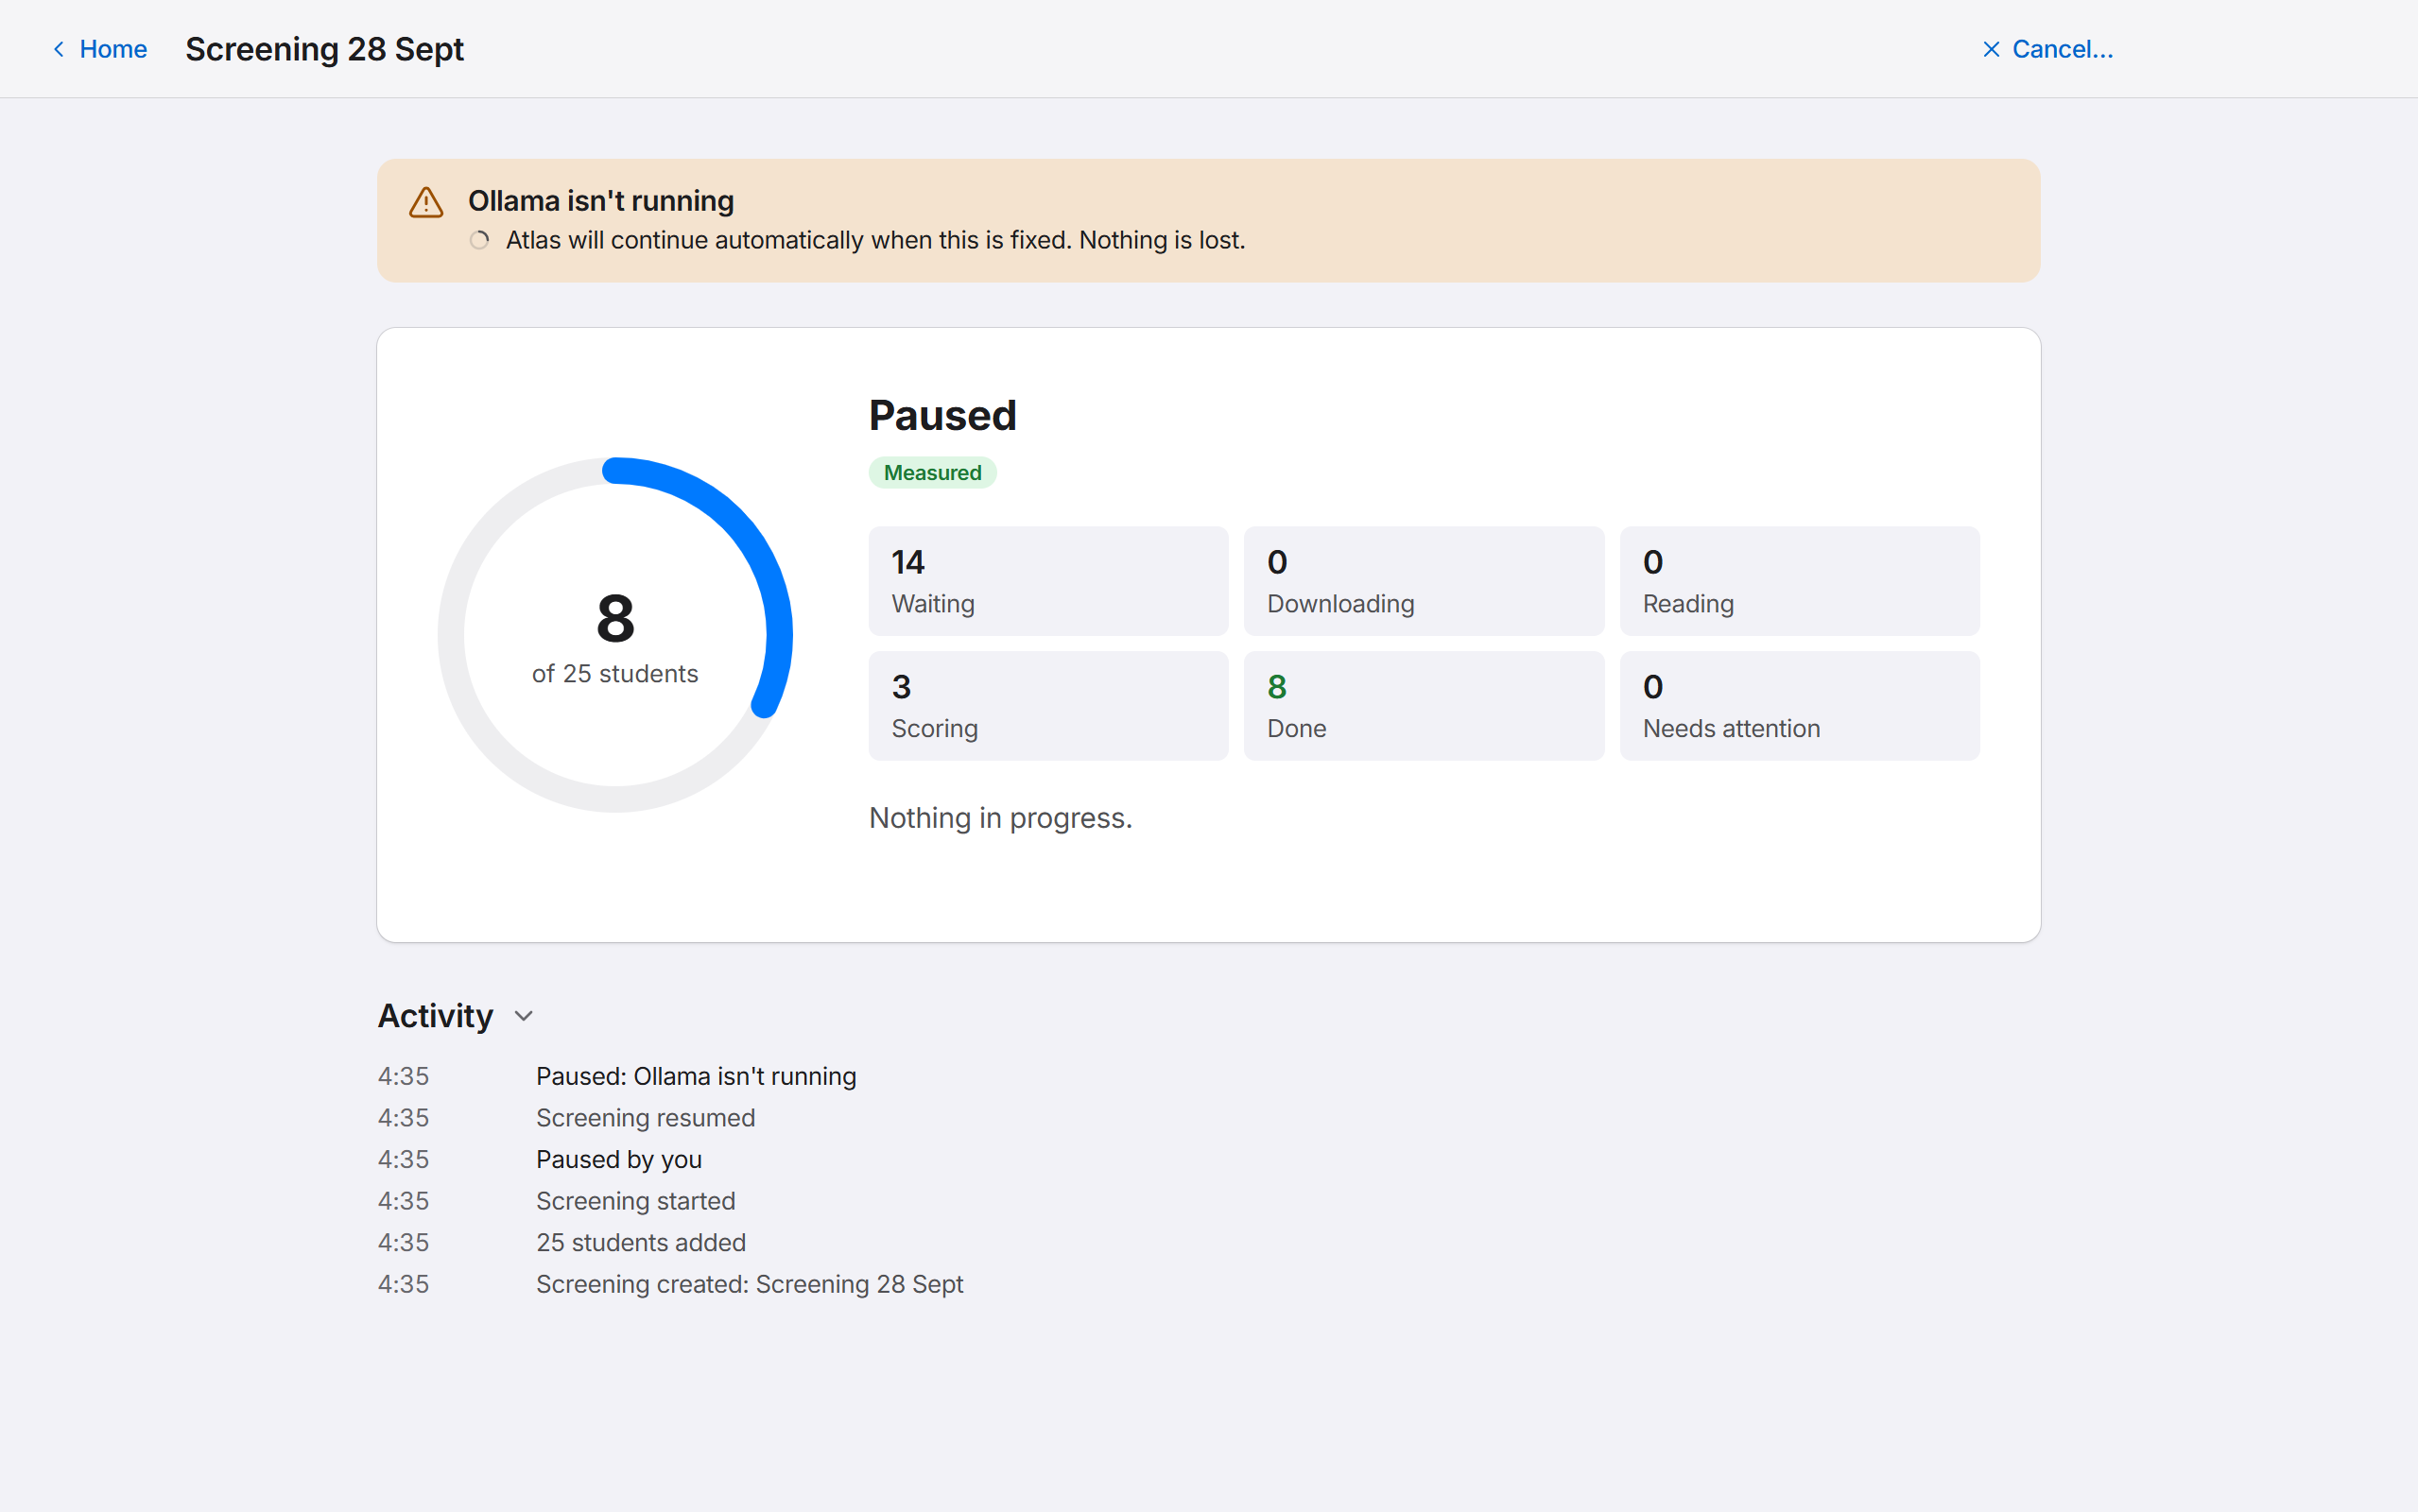 Home
Screening 28 Sept
Cancel...
Ollama isn't running
Atlas will continue automatically when this is fixed. Nothing is lost.
8
of 25 students
Paused
Measured
14
Waiting
0
Downloading
0
Reading
3
Scoring
8
Done
0
Needs attention
Nothing in progress.
Activity
4:35 Paused: Ollama isn't running
4:35 Screening resumed
4:35 Paused by you
4:35 Screening started
4:35 25 students added
4:35 Screening created: Screening 28 Sept